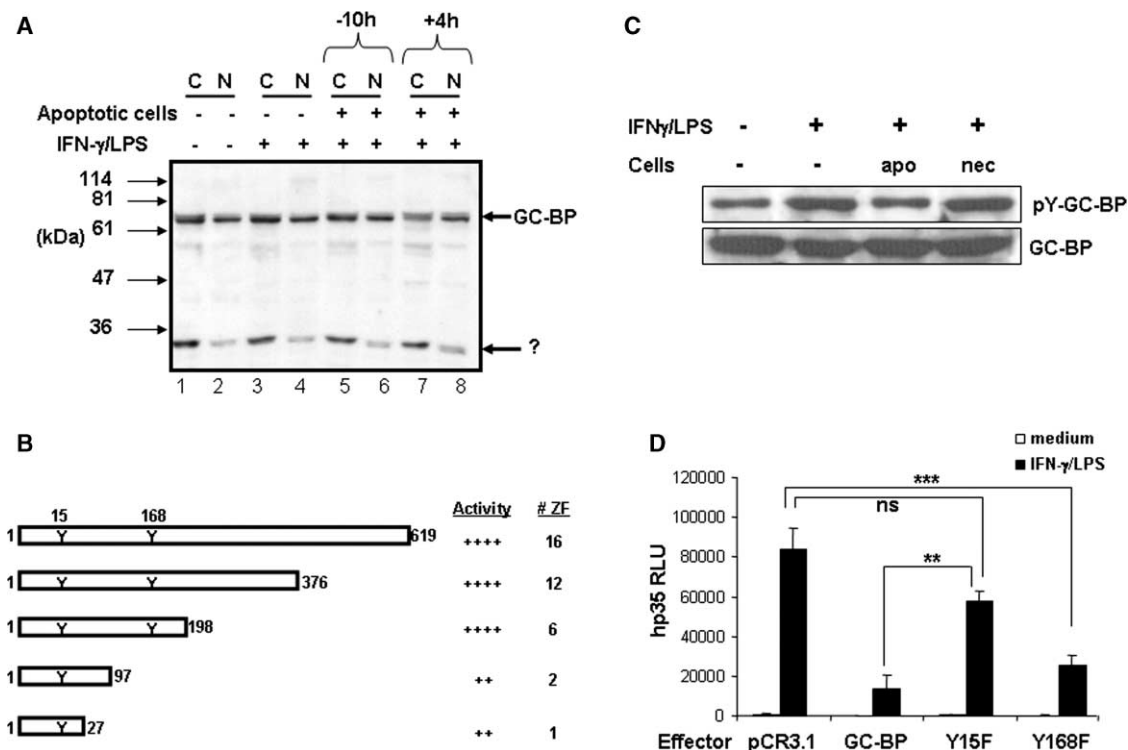 A
-10h +4h
C N C N C N C N
Apoptotic cells - - - - + + + +
IFN-γ/LPS - - + + + + + +
114
81
(kDa) 61
47
36
GC-BP
?
1 2 3 4 5 6 7 8
B
Activity # ZF
15 168
1 Y Y 619 ++++ 16
1 Y Y 376 ++++ 12
1 Y Y 198 ++++ 6
1 Y 97 ++ 2
1 Y 27 ++ 1
C
IFNγ/LPS - + + +
Cells - - apo nec
pY-GC-BP
GC-BP
D
medium
IFN-γ/LPS
hp35 RLU
120000
100000
80000
60000
40000
20000
0
***
ns
**
Effector pCR3.1 GC-BP Y15F Y168F